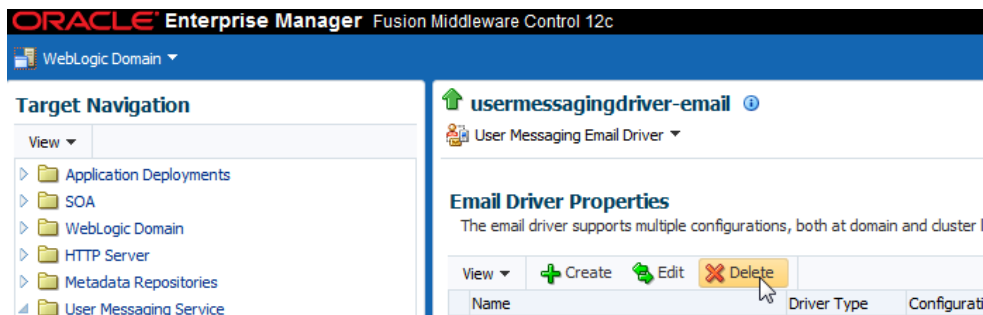 ORACLE Enterprise Manager Fusion Middleware Control 12c
WebLogic Domain
Target Navigation
View
Application Deployments
SOA
WebLogic Domain
HTTP Server
Metadata Repositories
User Messaging Service
usermessagingdriver-email
User Messaging Email Driver
Email Driver Properties
The email driver supports multiple configurations, both at domain and cluster
View Create Edit Delete
Name Driver Type Configurati